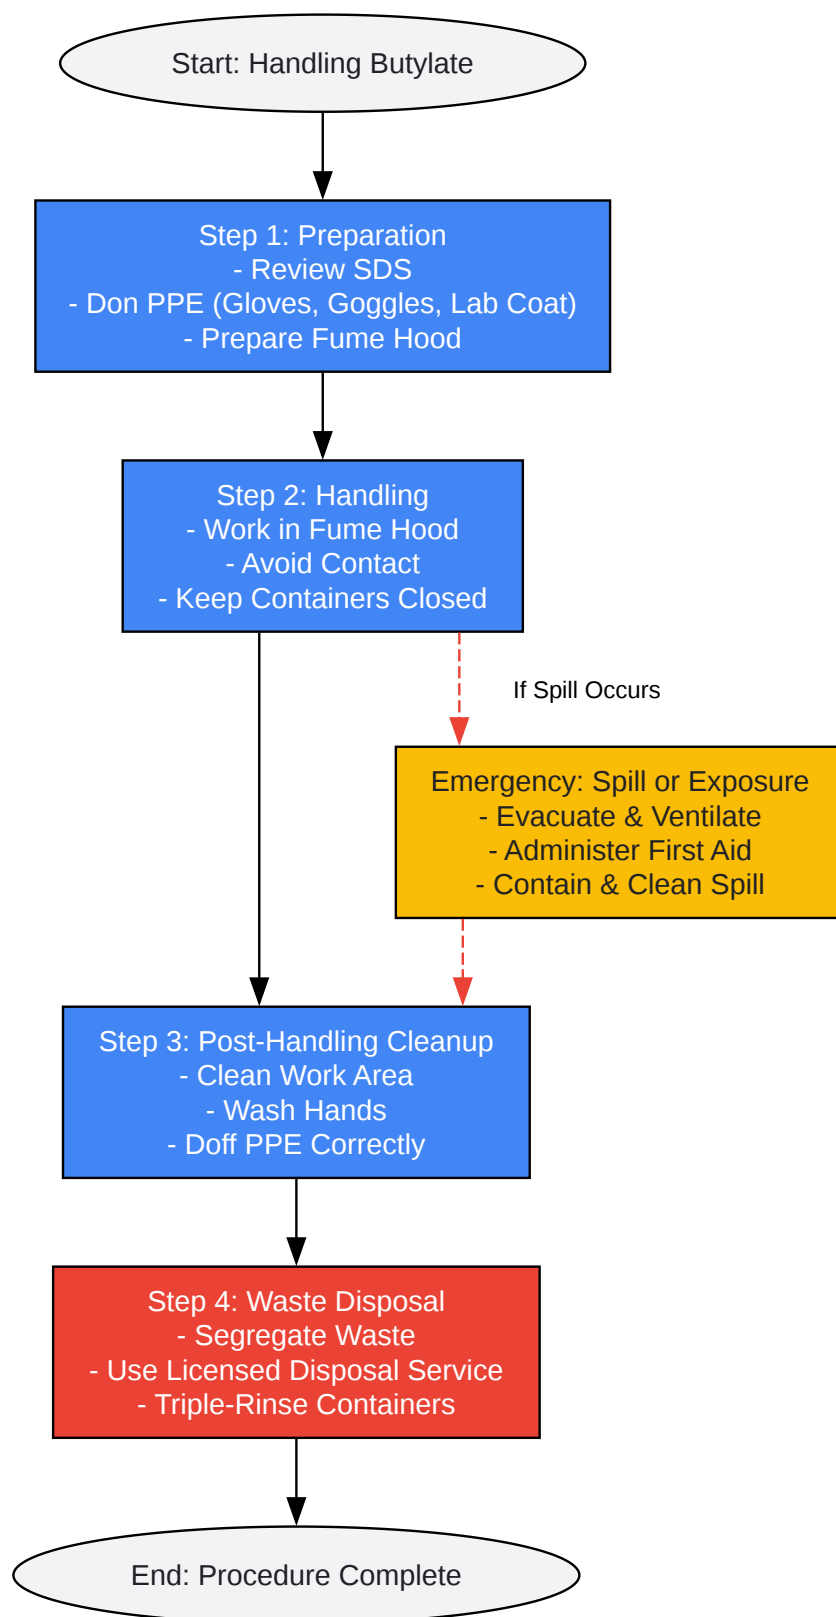 Start: Handling Butylate
Step 1: Preparation
- Review SDS
- Don PPE (Gloves, Goggles, Lab Coat)
- Prepare Fume Hood
Step 2: Handling
- Work in Fume Hood
- Avoid Contact
- Keep Containers Closed
If Spill Occurs
Emergency: Spill or Exposure
- Evacuate & Ventilate
- Administer First Aid
- Contain & Clean Spill
Step 3: Post-Handling Cleanup
- Clean Work Area
- Wash Hands
- Doff PPE Correctly
Step 4: Waste Disposal
- Segregate Waste
- Use Licensed Disposal Service
- Triple-Rinse Containers
End: Procedure Complete